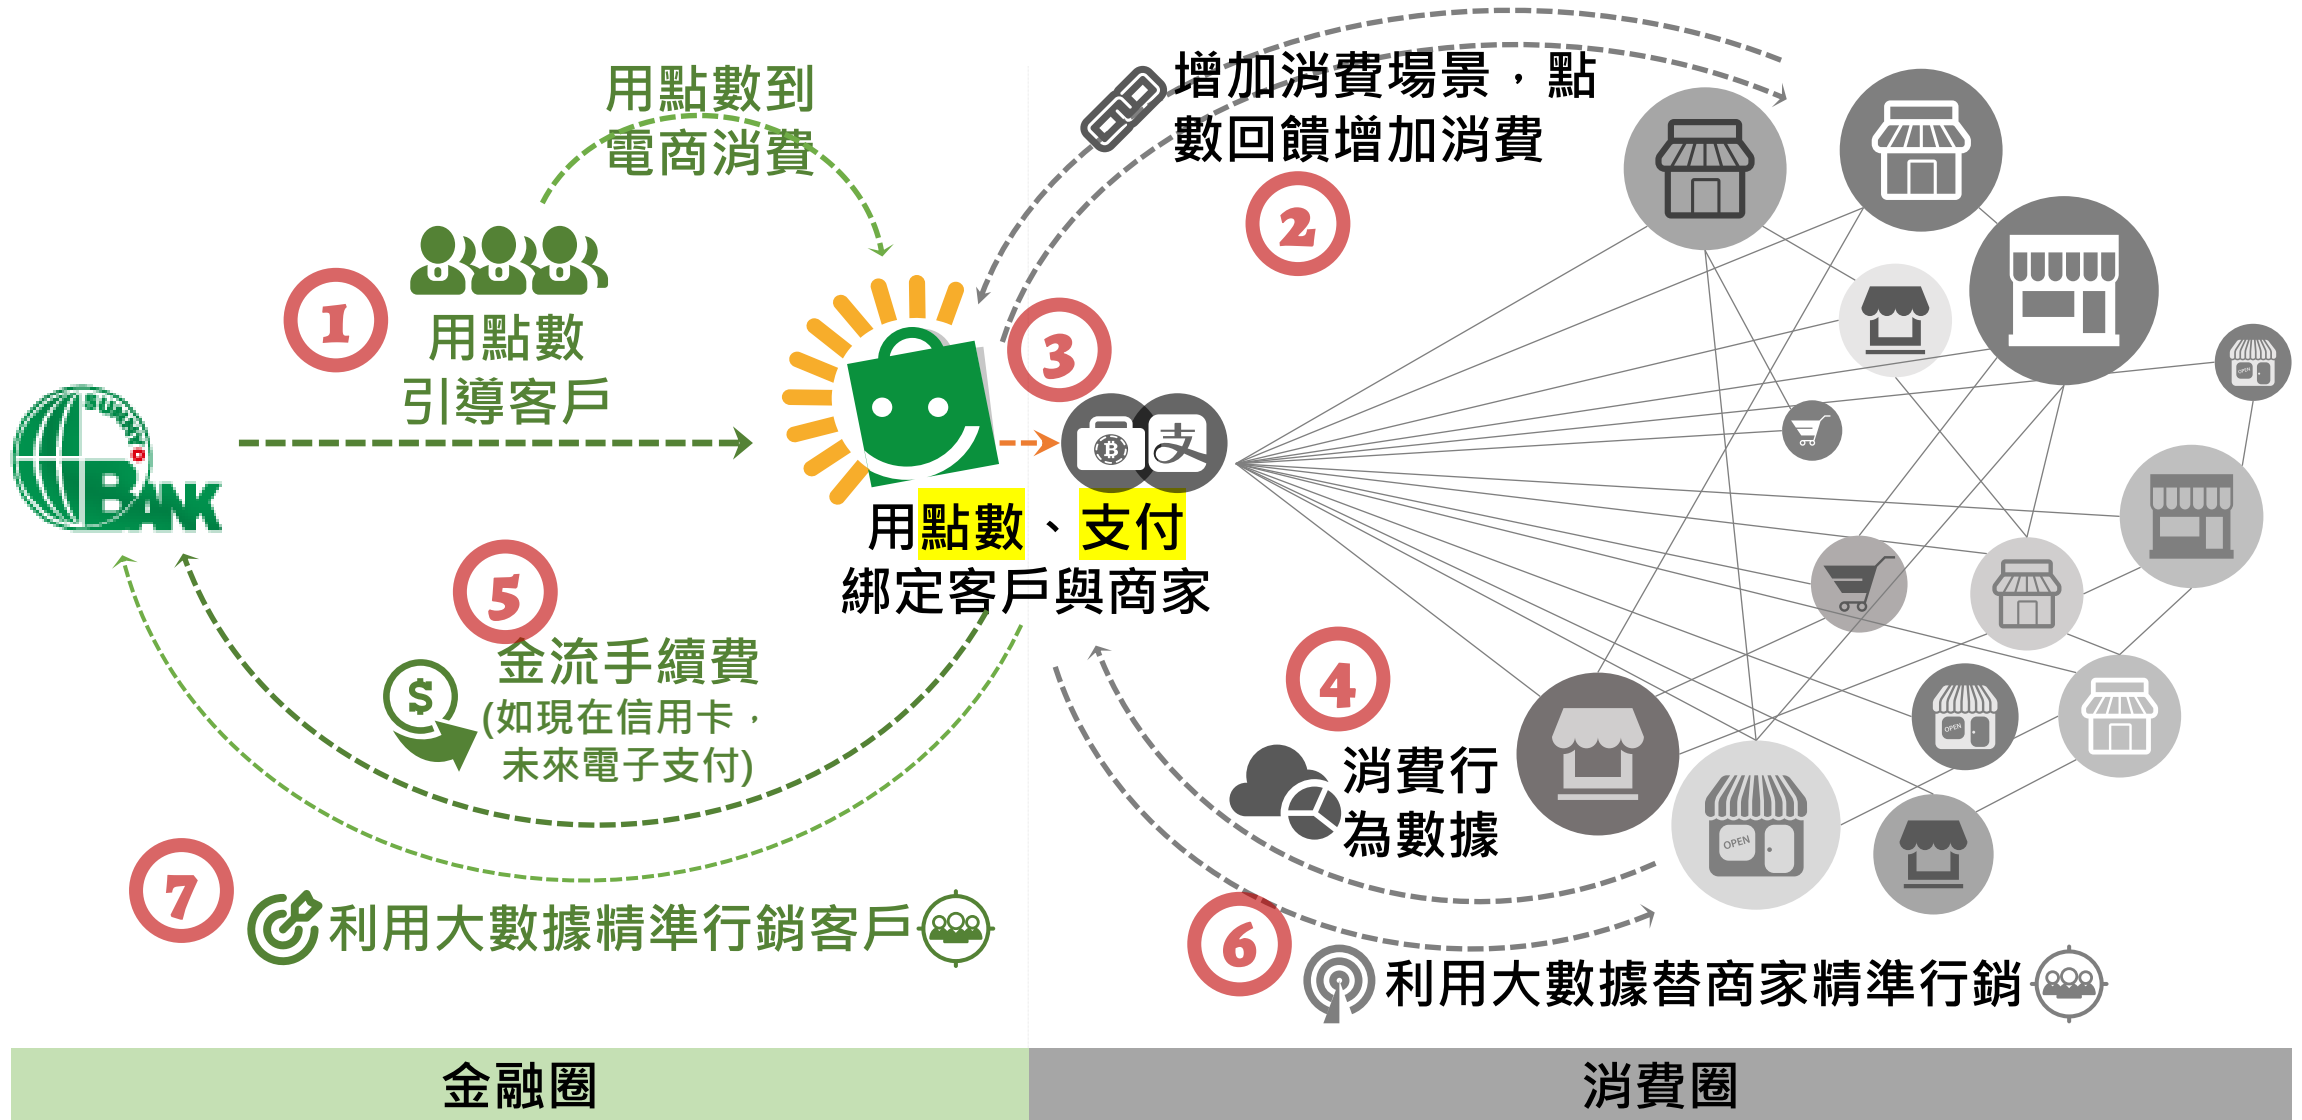 用點數到
電商消費
1
用點數
引導客戶
SUNNY
BANK
增加消費場景，點
數回饋增加消費
2
3
支
用點數、支付
綁定客戶與商家
4
消費行
為數據
5
金流手續費
(如現在信用卡，
未來電子支付)
6
利用大數據替商家精準行銷
7
利用大數據精準行銷客戶
OPEN
OPEN
OPEN
金融圈
消費圈